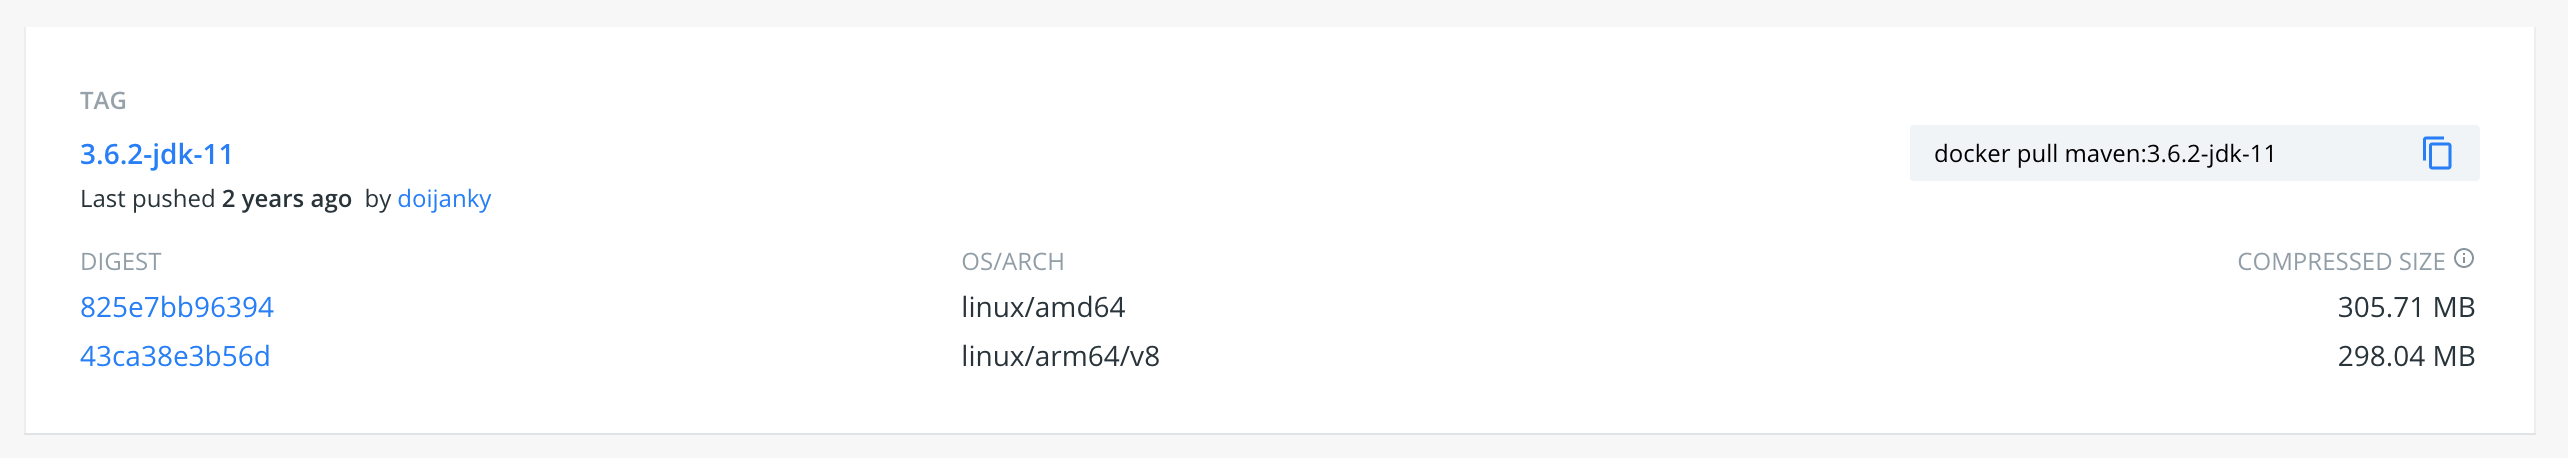 TAG
3.6.2-jdk-11
docker pull maven:3.6.2-jdk-11
Last pushed 2 years ago by doijanky
DIGEST OS/ARCH COMPRESSED SIZE
825e7bb96394 linux/amd64 305.71 MB
43ca38e3b56d linux/arm64/v8 298.04 MB